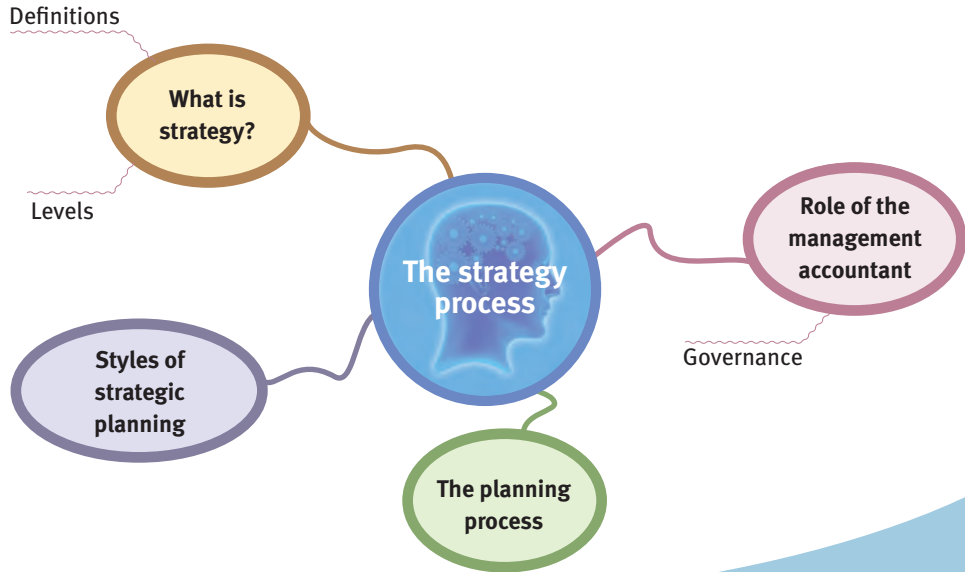 Definitions
What is
strategy?
Levels
The strategy
process
Role of the
management
accountant
Governance
Styles of
strategic
planning
The planning
process